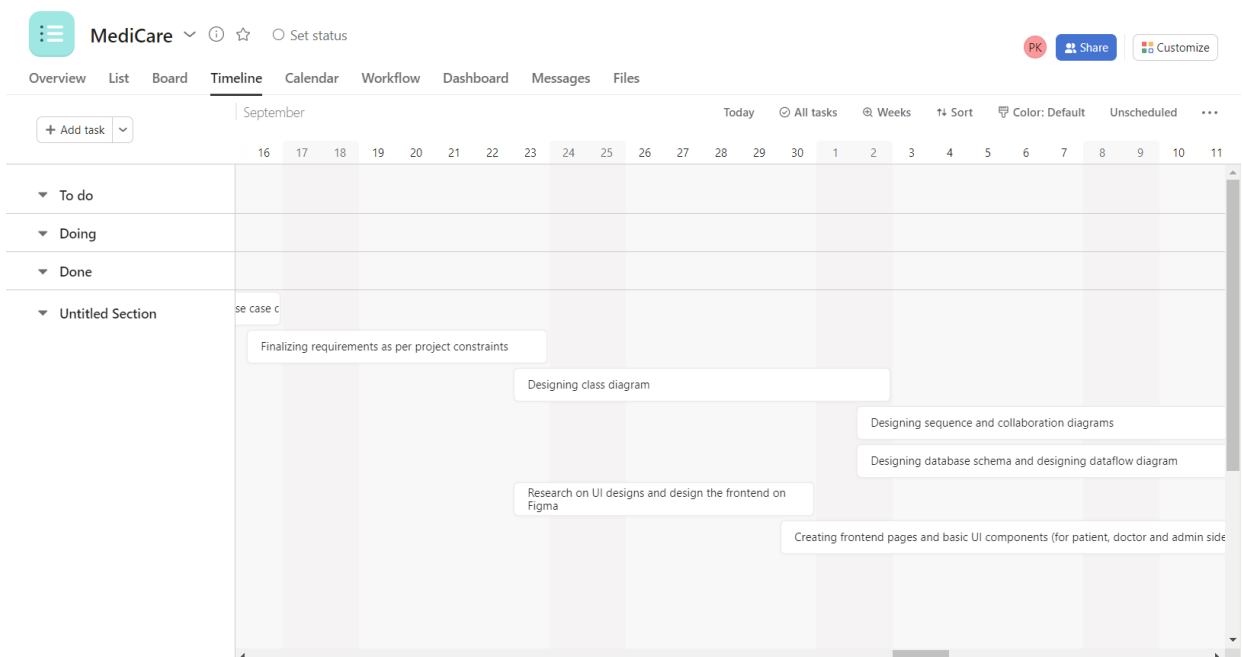 MediCare
Set status
PK
Share
Customize
Overview List Board Timeline Calendar Workflow Dashboard Messages Files
+ Add task
September
Today All tasks Weeks Sort Color: Default Unscheduled
16 17 18 19 20 21 22 23 24 25 26 27 28 29 30 1 2 3 4 5 6 7 8 9 10 11
To do
Doing
Done
Untitled Section
se case c
Finalizing requirements as per project constraints
Designing class diagram
Designing sequence and collaboration diagrams
Designing database schema and designing dataflow diagram
Research on UI designs and design the frontend on
Figma
Creating frontend pages and basic UI components (for patient, doctor and admin side